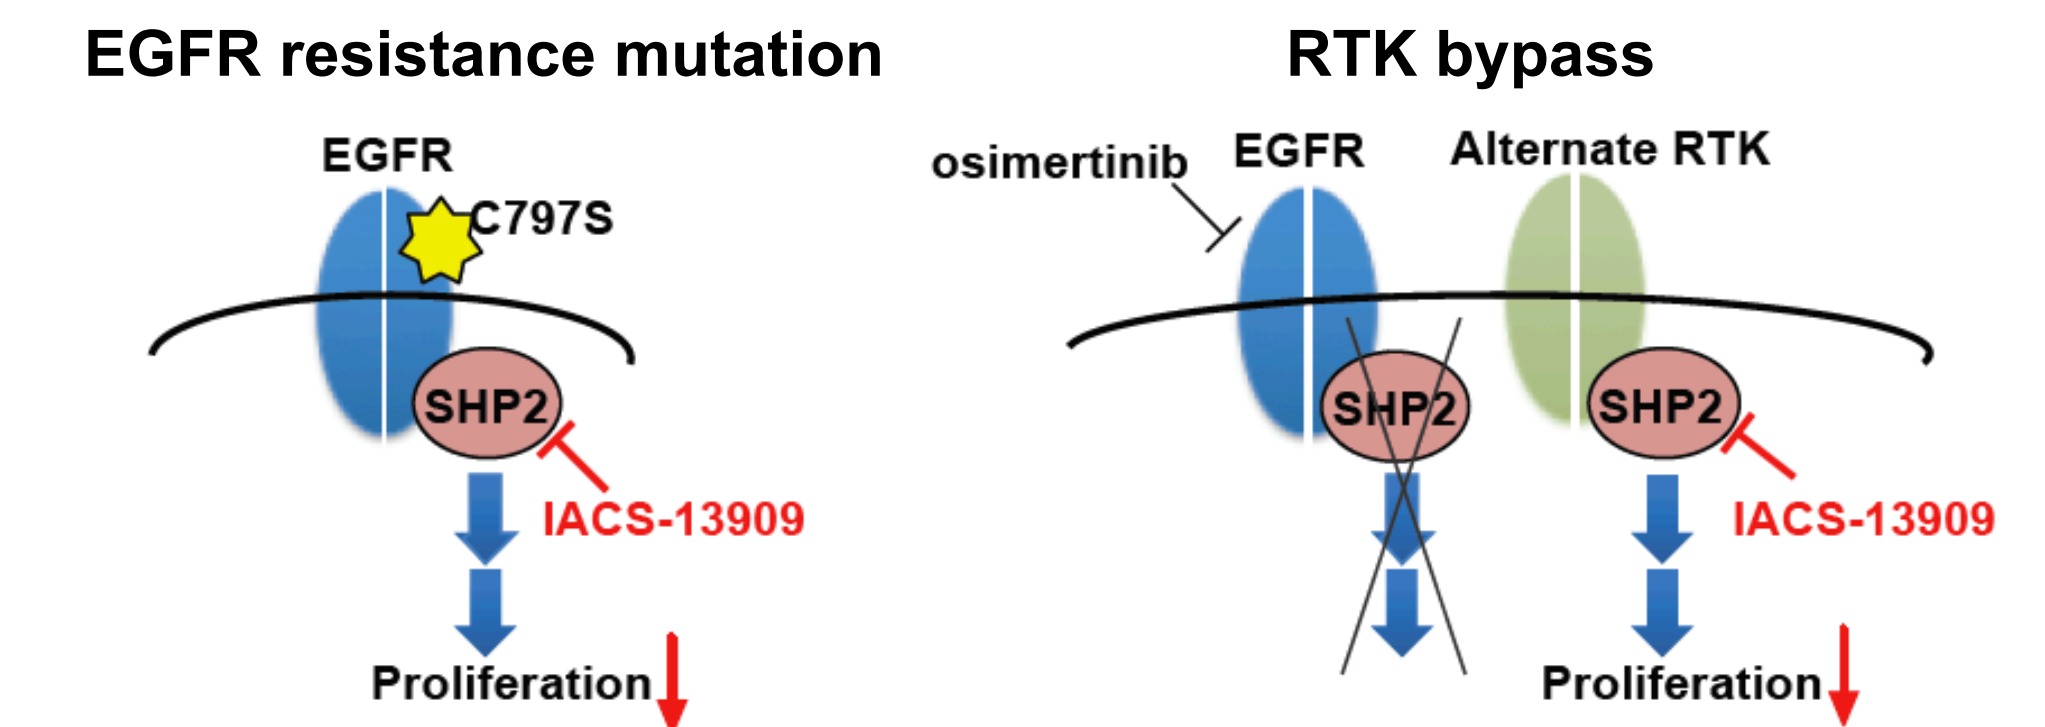 EGFR resistance mutation
EGFR
C797S
SHP2
IACS-13909
Proliferation
RTK bypass
osimertinib
EGFR
Alternate RTK
SHP2
SHP2
IACS-13909
Proliferation